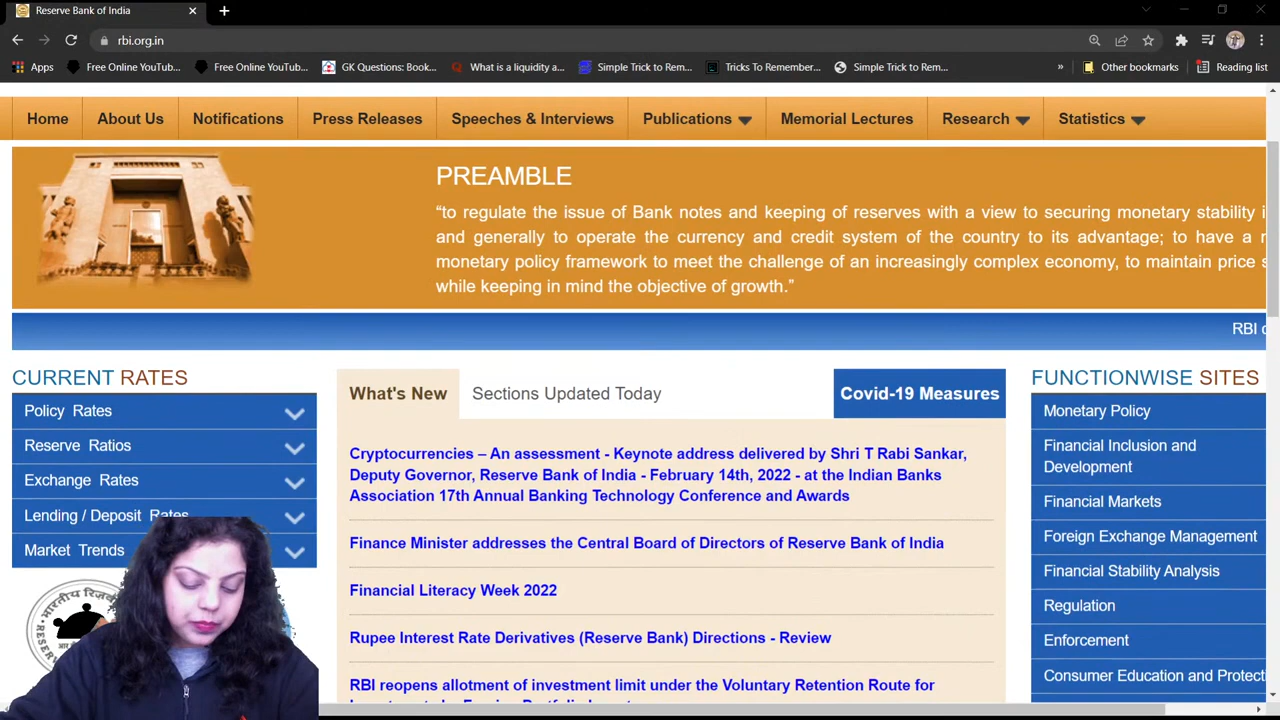 Reserve Bank of India
rbi.org.in
Apps
Free Online YouTub...
Free Online YouTub...
GK Questions: Book...
What is a liquidity a...
Simple Trick to Rem...
Tricks To Remember...
Simple Trick to Rem...
»
Other bookmarks
Reading list
Home
About Us
Notifications
Press Releases
Speeches & Interviews
Publications
Memorial Lectures
Research
Statistics
PREAMBLE
“to regulate the issue of Bank notes and keeping of reserves with a view to securing monetary stability i
and generally to operate the currency and credit system of the country to its advantage; to have a
monetary policy framework to meet the challenge of an increasingly complex economy, to maintain price
while keeping in mind the objective of growth.”
RBI
CURRENT RATES
Policy Rates
Reserve Ratios
Exchange Rates
Lending / Deposit Rates
Market Trends
भारतीय रिज़र्व
What's New
Sections Updated Today
Covid-19 Measures
Cryptocurrencies – An assessment - Keynote address delivered by Shri T Rabi Sankar,
Deputy Governor, Reserve Bank of India - February 14th, 2022 - at the Indian Banks
Association 17th Annual Banking Technology Conference and Awards
Finance Minister addresses the Central Board of Directors of Reserve Bank of India
Financial Literacy Week 2022
Rupee Interest Rate Derivatives (Reserve Bank) Directions - Review
RBI reopens allotment of investment limit under the Voluntary Retention Route for
FUNCTIONWISE SITES
Monetary Policy
Financial Inclusion and
Development
Financial Markets
Foreign Exchange Management
Financial Stability Analysis
Regulation
Enforcement
Consumer Education and Protecti